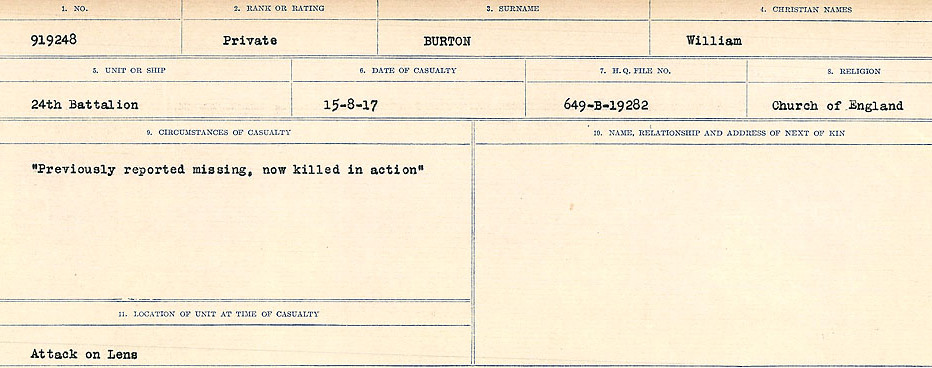 1. NO.
2. RANK OR RATING
3. SURNAME
4. CHRISTIAN NAMES
919248
Private
BURTON
William
5. UNIT OR SHIP
6. DATE OF CASUALTY
7. H.Q. FILE NO.
8. RELIGION
24th Battalion
15-8-17
649-B-19282
Church of England
9. CIRCUMSTANCES OF CASUALTY
10. NAME, RELATIONSHIP AND ADDRESS OF NEXT OF KIN
"Previously reported missing, now killed in action"
11. LOCATION OF UNIT AT TIME OF CASUALTY
Attack on Lens